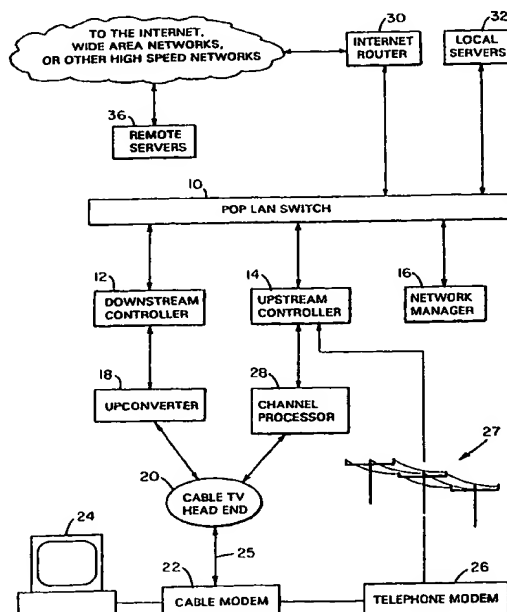 TO THE INTERNET,
WIDE AREA NETWORKS,
OR OTHER HIGH SPEED NETWORKS
30
INTERNET
ROUTER
32
LOCAL
SERVERS
36
REMOTE
SERVERS
10
POP LAN SWITCH
12
DOWNSTREAM
CONTROLLER
14
UPSTREAM
CONTROLLER
16
NETWORK
MANAGER
18
UPCONVERTER
28
CHANNEL
PROCESSOR
27
20
CABLE TV
HEAD END
24
25
22
CABLE MODEM
26
TELEPHONE MODEM